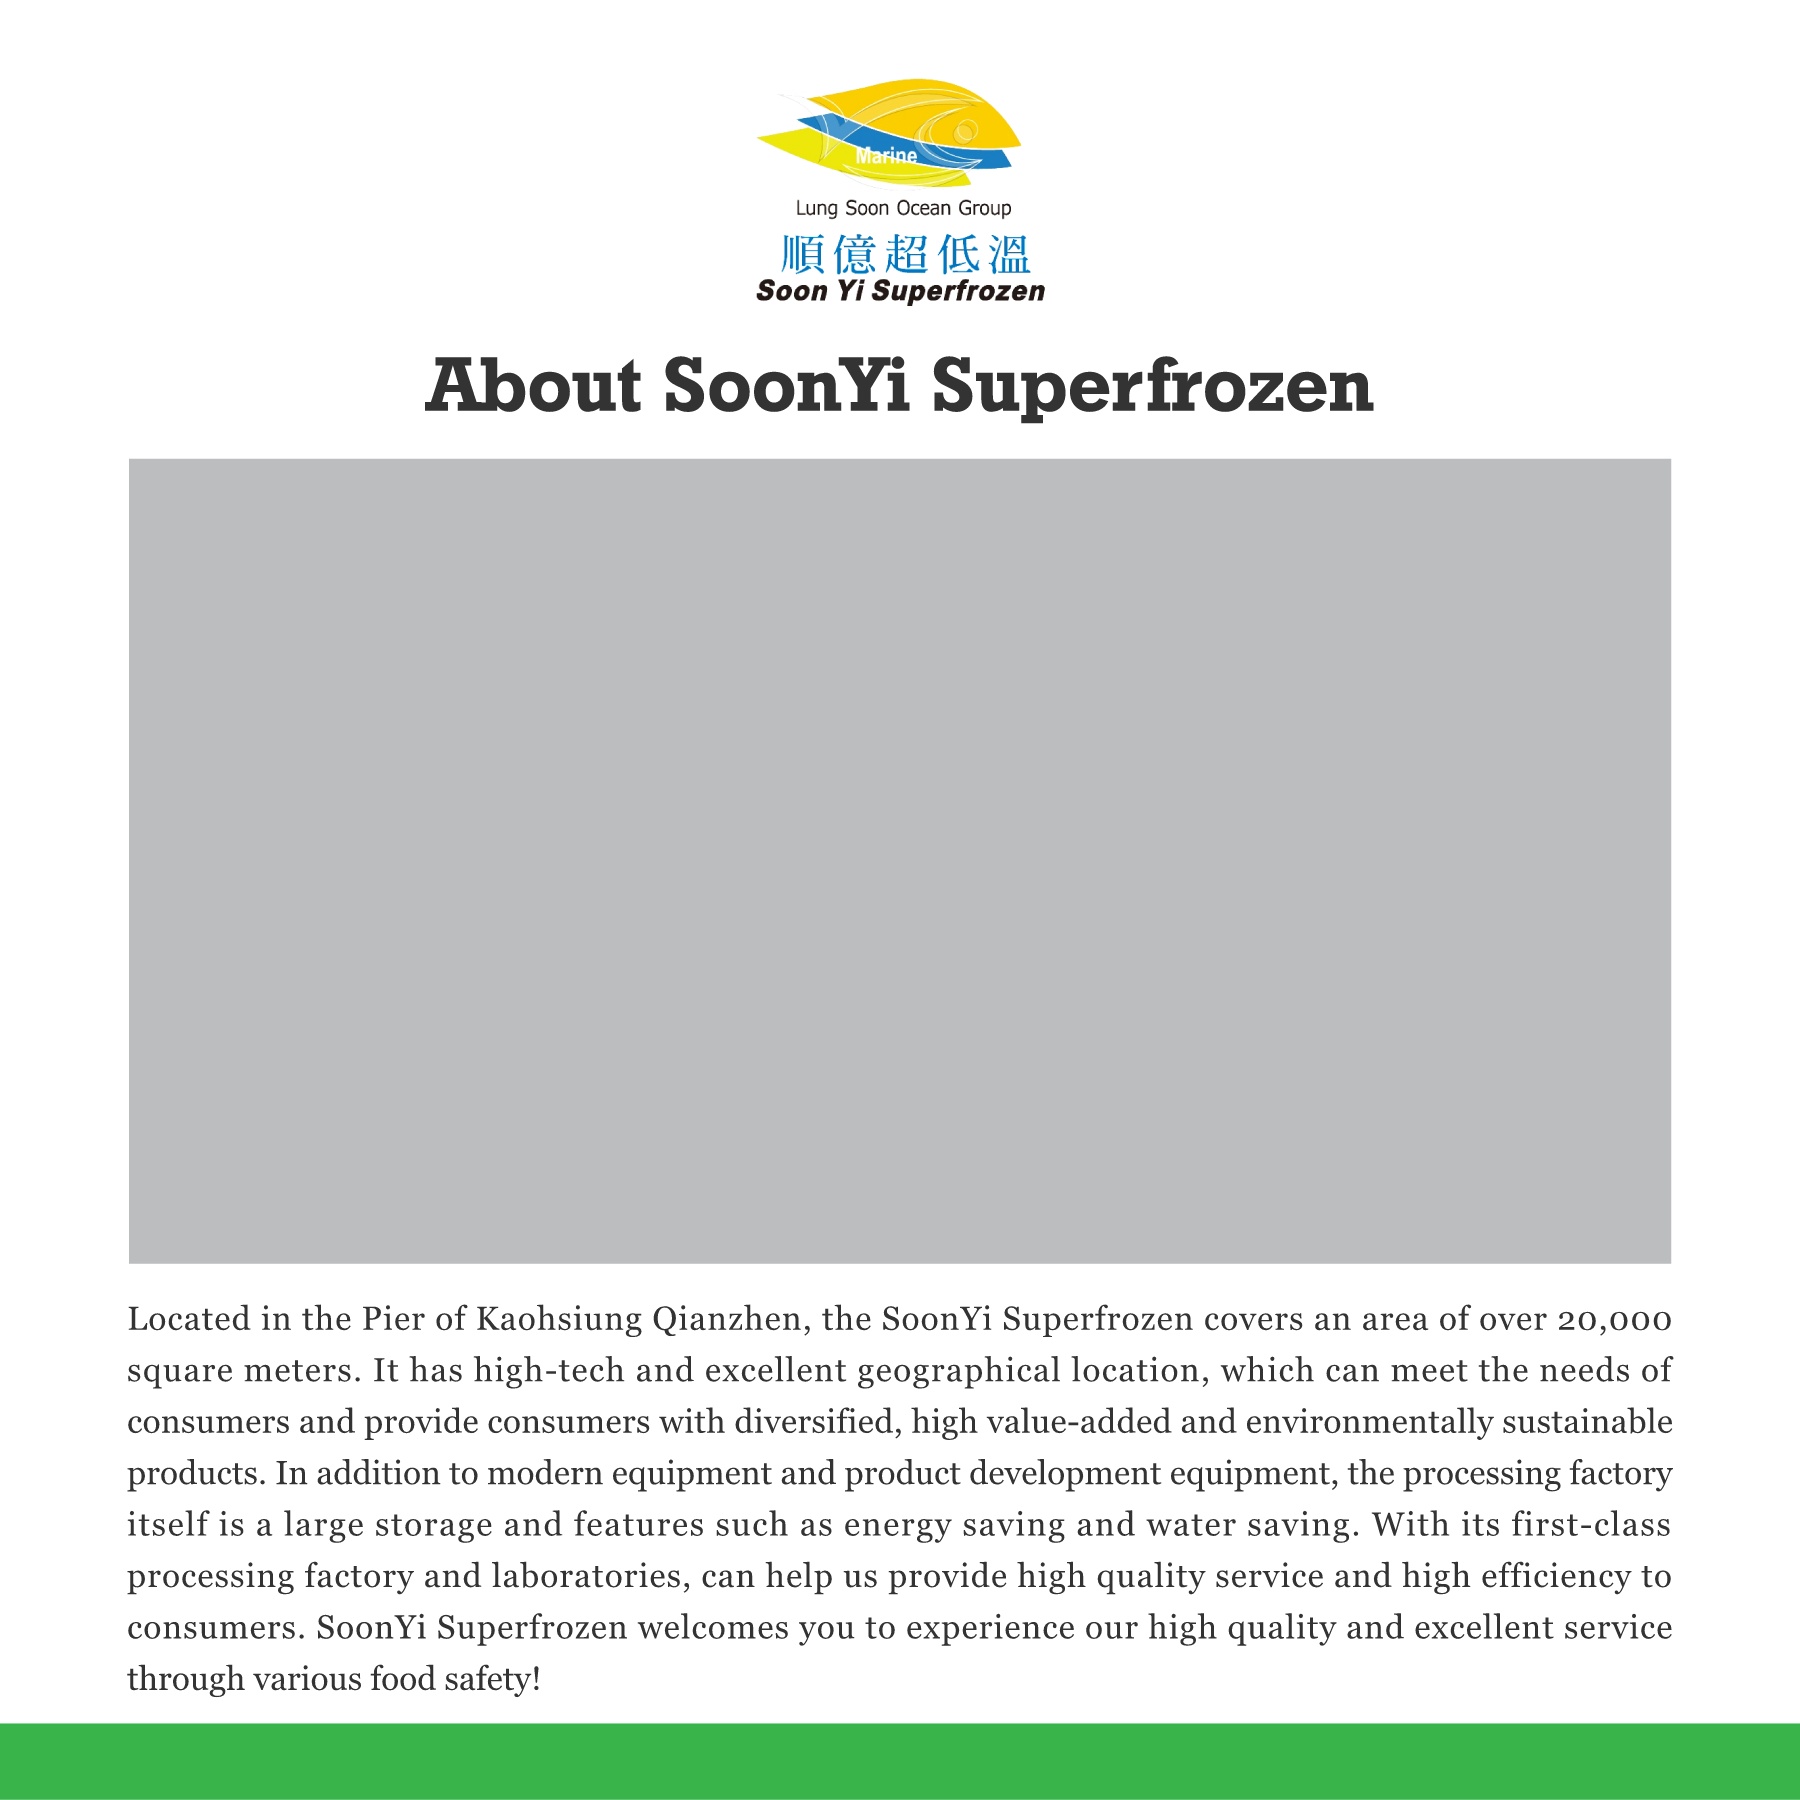 Marine
Lung Soon Ocean Group
順億超低溫
Soon Yi Superfrozen
About SoonYi Superfrozen
Located in the Pier of Kaohsiung Qianzhen, the SoonYi Superfrozen covers an area of over 20,000
square meters. It has high-tech and excellent geographical location, which can meet the needs of
consumers and provide consumers with diversified, high value-added and environmentally sustainable
products. In addition to modern equipment and product development equipment, the processing factory
itself is a large storage and features such as energy saving and water saving. With its first-class
processing factory and laboratories, can help us provide high quality service and high efficiency to
consumers. SoonYi Superfrozen welcomes you to experience our high quality and excellent service
through various food safety!